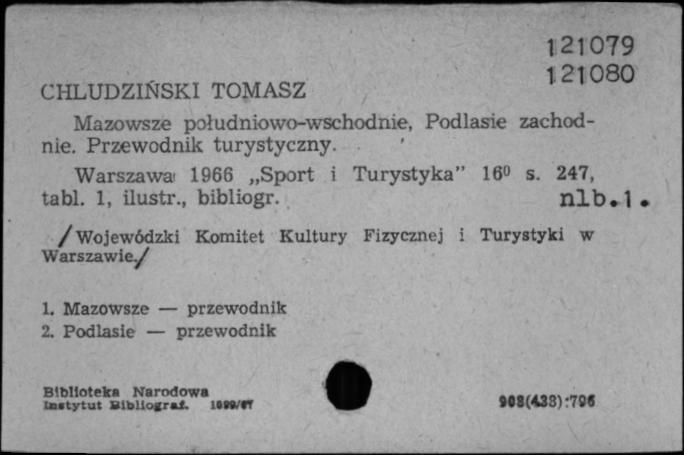 121079
121080
CHLUDZIŃSKI TOMASZ
Mazowsze południowo-wschodnie, Podlasie zachod-
nie. Przewodnik turystyczny.
Warszawa 1966 „Sport i Turystyka” 16⁰ s. 247,
tabl. 1, ilustr., bibliogr. nlb.1.
/Wojewódzki Komitet Kultury Fizycznej i Turystyki w
Warszawie./
1. Mazowsze — przewodnik
2. Podlasie — przewodnik
Biblioteka Narodowa
Instytut Bibliograf. 1099/67 908(438):796